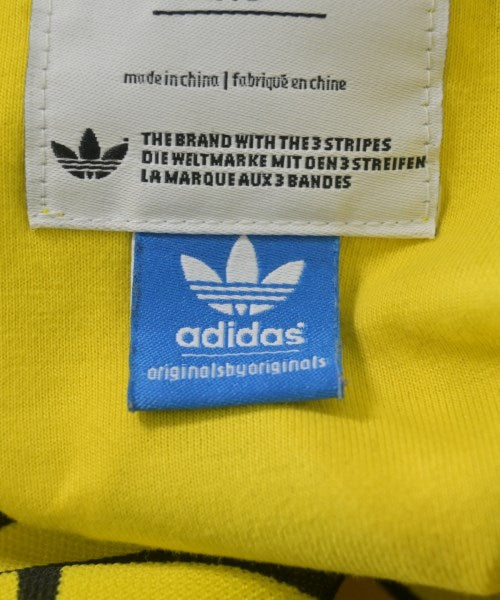 made in china | fabriqué en chine
THE BRAND WITH THE 3 STRIPES
DIE WELTMARKE MIT DEN 3 STREIFEN
LA MARQUE AUX 3 BANDES
adidas
originalsbyoriginals